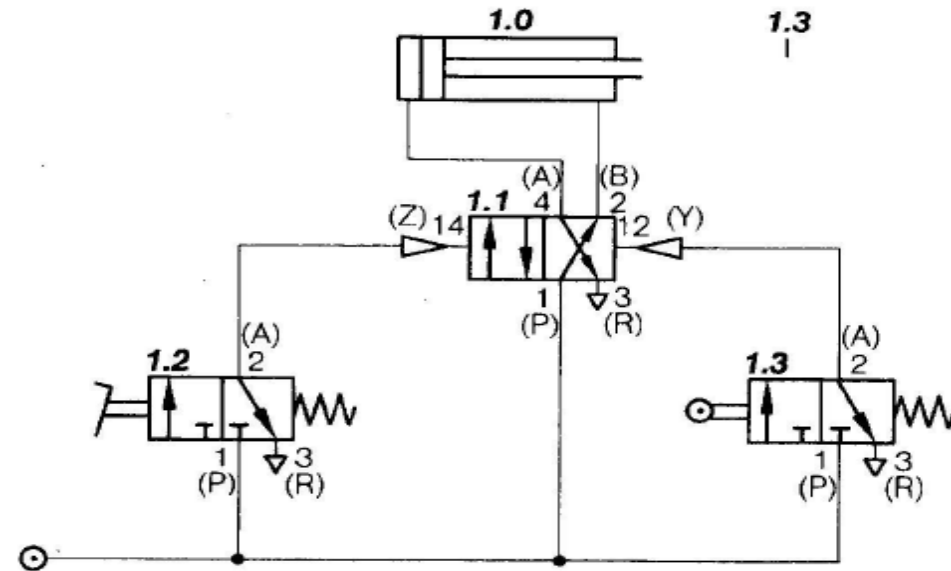 1.0 1.3
(A) (B)
1.1 4 2
(Z) 14 12 (Y)
1 3
(P) (R)
(A) (A)
1.2 2 1.3 2
1 3 1 3
(P) (R) (P) (R)